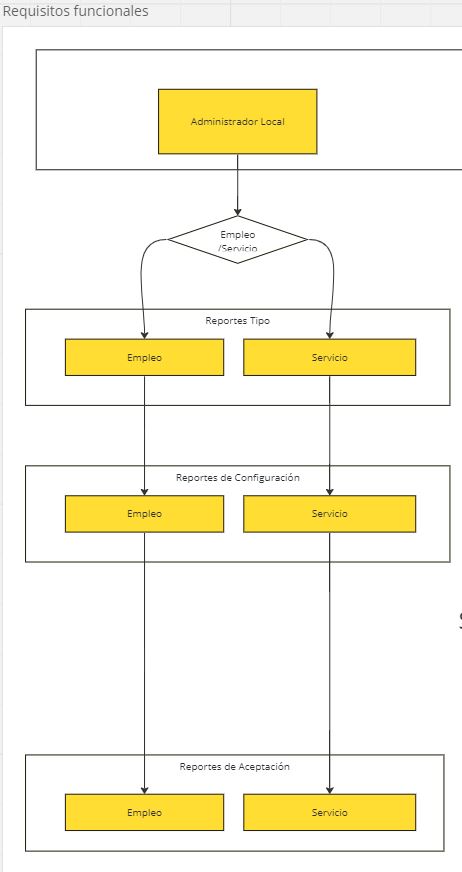 Requisitos funcionales
Administrador Local
Empleo
/Servicio
Reportes Tipo
Empleo
Servicio
Reportes de Configuración
Empleo
Servicio
Reportes de Aceptación
Empleo
Servicio